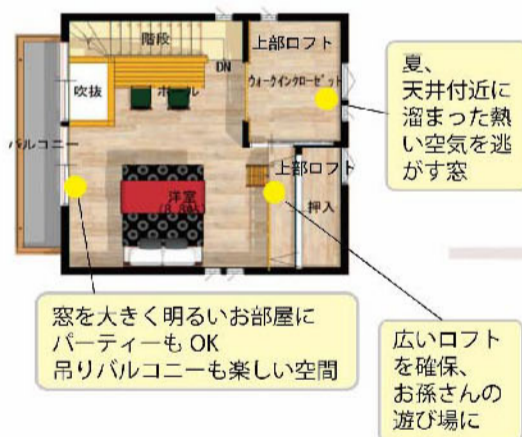 階段
上部ロフト
DN
ウォークインクローゼット
吹抜
ホール
バルコニー
上部ロフト
洋室
押入
夏、
天井付近に
溜まった熱
い空気を逃
がす窓
窓を大きく明るいお部屋に
パーティーも OK
吊りバルコニーも楽しい空間
広いロフト
を確保、
お孫さんの
遊び場に